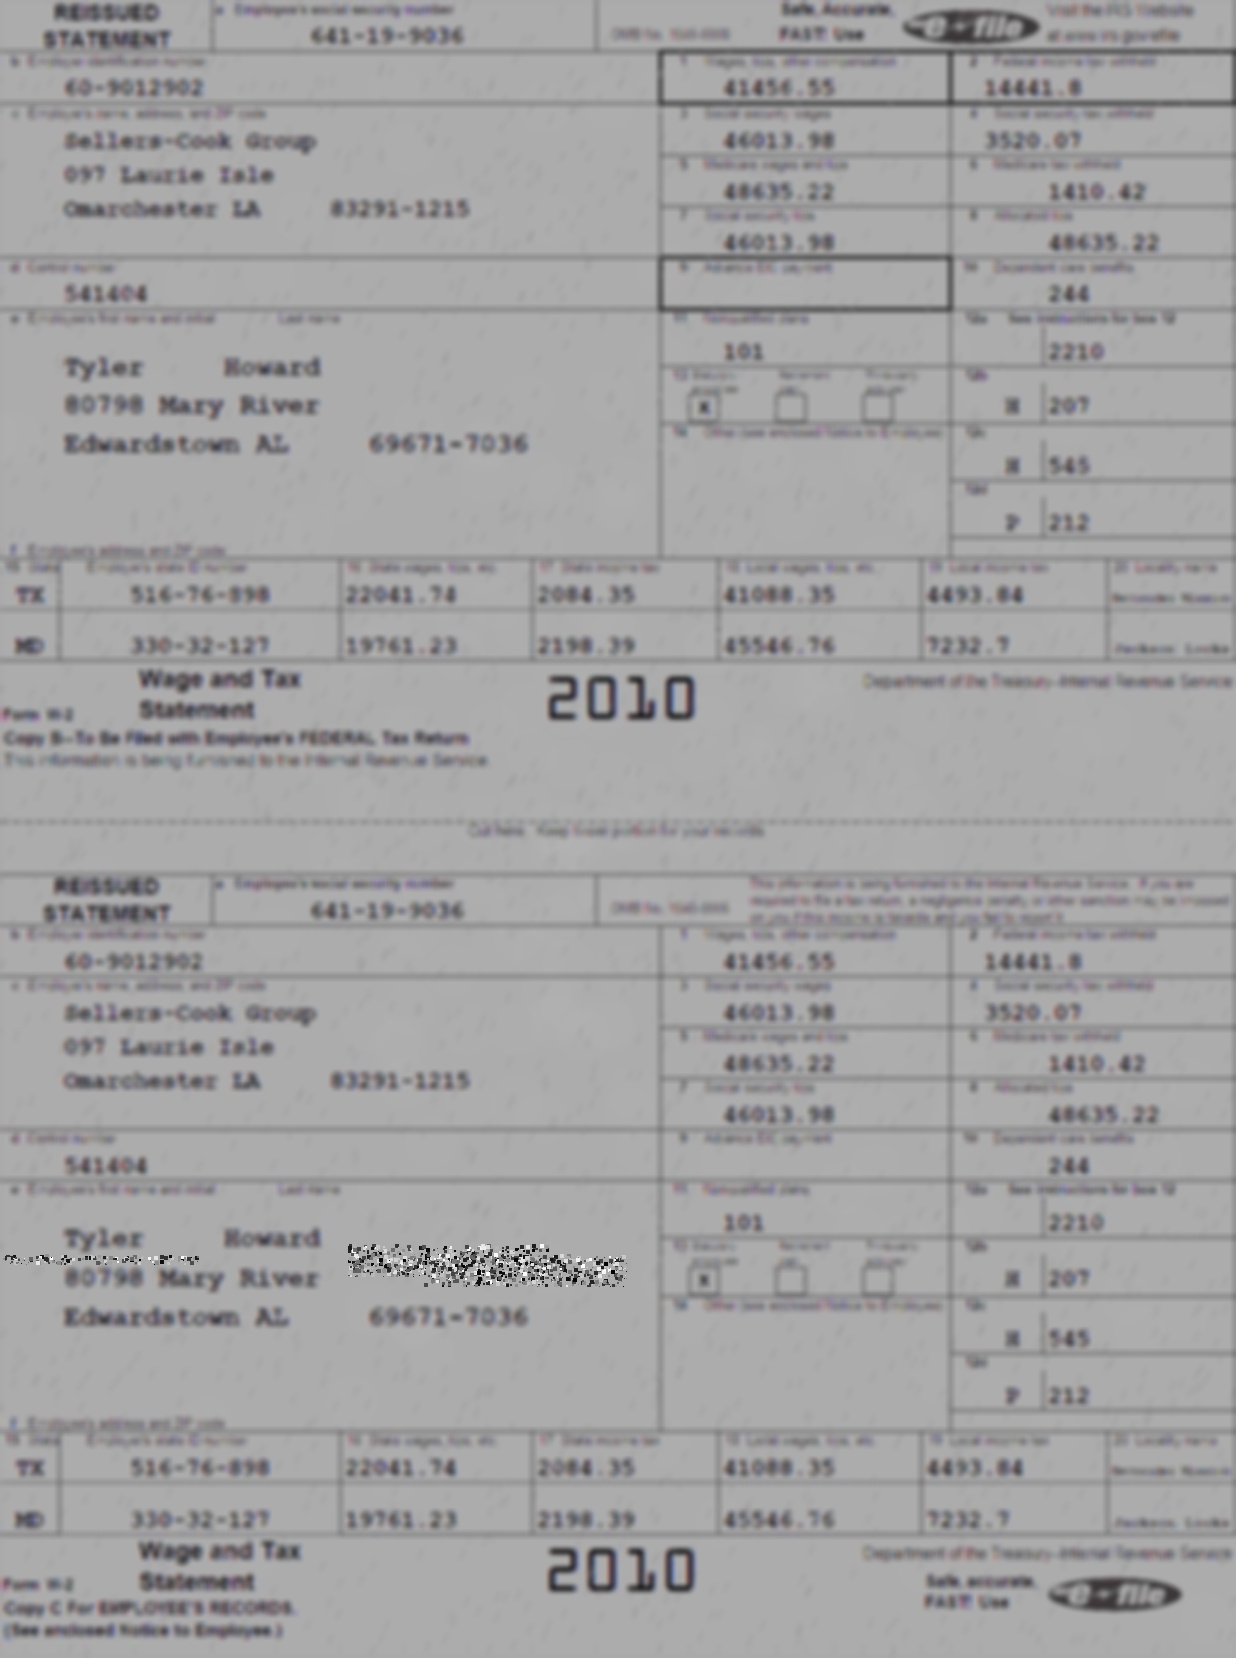 REISSUED STATEMENT
a Employee's social security number
641-19-9036
OMB No. 1545-0008
Safe, Accurate, FAST! Use
e-file
Visit the IRS Website at www.irs.gov/efile
b Employer identification number
60-9012902
1 Wages, tips, other compensation
41456.55
2 Federal income tax withheld
14441.8
c Employer's name, address, and ZIP code
Sellers-Cook Group
097 Laurie Isle
Omarchester LA 83291-1215
3 Social security wages
46013.98
4 Social security tax withheld
3520.07
5 Medicare wages and tips
48635.22
6 Medicare tax withheld
1410.42
7 Social security tips
46013.98
8 Allocated tips
48635.22
d Control number
541404
9 Advance EIC payment
10 Dependent care benefits
244
e Employee's first name and initial Last name
Tyler Howard
80798 Mary River
Edwardstown AL 69671-7036
11 Nonqualified plans
101
12a See instructions for box 12
2210
13 Statutory employee
X
12b
H 207
14 Other (see enclosed Notice to Employee)
12c
H 545
12d
P 212
f Employee's address and ZIP code
15 State Employer's state ID number 16 State wages, tips, etc. 17 State income tax 18 Local wages, tips, etc. 19 Local income tax 20 Locality name
TX 516-76-898 22041.74 2084.35 41088.35 4493.84
MD 330-32-127 19761.23 2198.39 45546.76 7232.7
Form W-2
Wage and Tax Statement
2010
Department of the Treasury-Internal Revenue Service
Copy B-To Be Filed with Employee's FEDERAL Tax Return
This information is being furnished to the Internal Revenue Service.
Cut here. Keep lower portion for your records.
REISSUED STATEMENT
a Employee's social security number
641-19-9036
OMB No. 1545-0008
This information is being furnished to the Internal Revenue Service. If you are
required to file a tax return, a negligence penalty or other sanction may be imposed
on you if this income is taxable and you fail to report it.
b Employer identification number
60-9012902
1 Wages, tips, other compensation
41456.55
2 Federal income tax withheld
14441.8
c Employer's name, address, and ZIP code
Sellers-Cook Group
097 Laurie Isle
Omarchester LA 83291-1215
3 Social security wages
46013.98
4 Social security tax withheld
3520.07
5 Medicare wages and tips
48635.22
6 Medicare tax withheld
1410.42
7 Social security tips
46013.98
8 Allocated tips
48635.22
d Control number
541404
9 Advance EIC payment
10 Dependent care benefits
244
e Employee's first name and initial Last name
Tyler Howard
80798 Mary River
Edwardstown AL 69671-7036
11 Nonqualified plans
101
12a See instructions for box 12
2210
13 Statutory employee
X
12b
H 207
14 Other (see enclosed Notice to Employee)
12c
H 545
12d
P 212
f Employee's address and ZIP code
15 State Employer's state ID number 16 State wages, tips, etc. 17 State income tax 18 Local wages, tips, etc. 19 Local income tax 20 Locality name
TX 516-76-898 22041.74 2084.35 41088.35 4493.84
MD 330-32-127 19761.23 2198.39 45546.76 7232.7
Form W-2
Wage and Tax Statement
2010
Department of the Treasury-Internal Revenue Service
Copy C For EMPLOYEE'S RECORDS.
(See enclosed Notice to Employee.)
Safe, accurate, FAST! Use
e-file